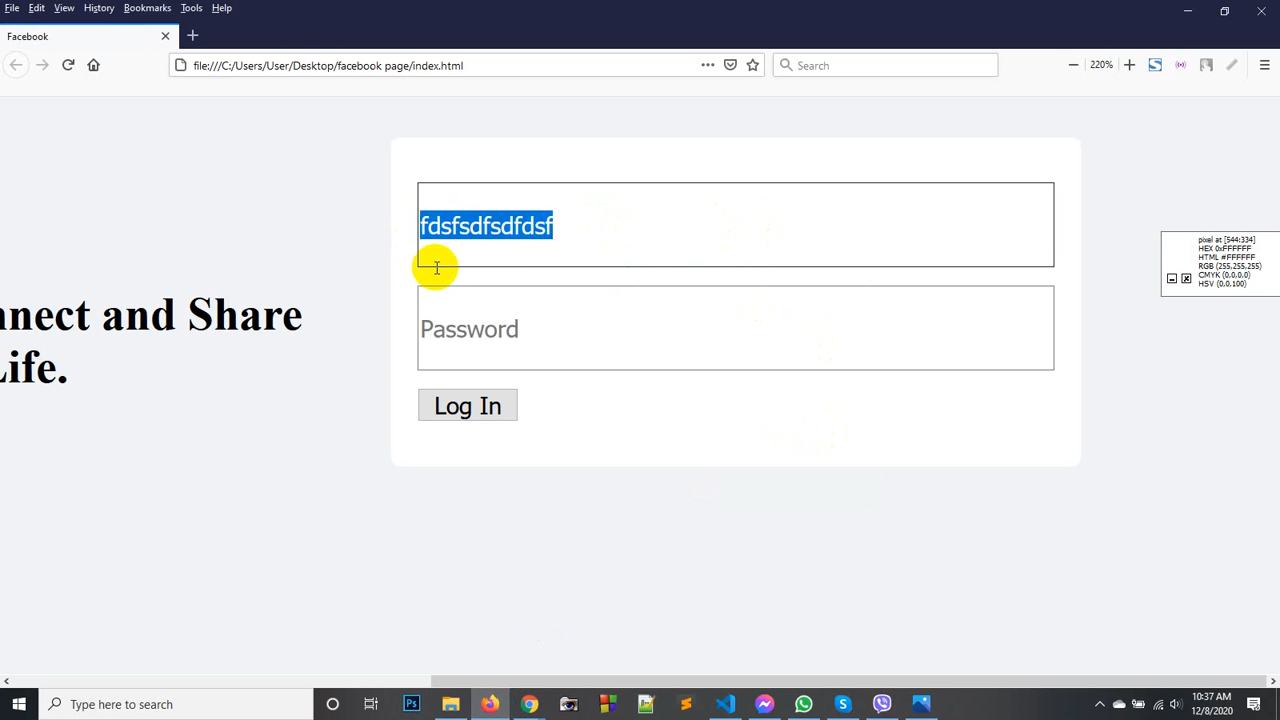 File Edit View History Bookmarks Tools Help
Facebook
file:///C:/Users/User/Desktop/facebook page/index.html
Search
220%
fdsfsdfsdfdsf
Password
Log In
nnect and Share
Life.
pixel at [544:334]
HEX 0xFFFFFF
HTML #FFFFFF
RGB (255,255,255)
CMYK (0,0,0,0)
HSV (0,0,100)
Type here to search
Ps
10:37 AM
12/8/2020